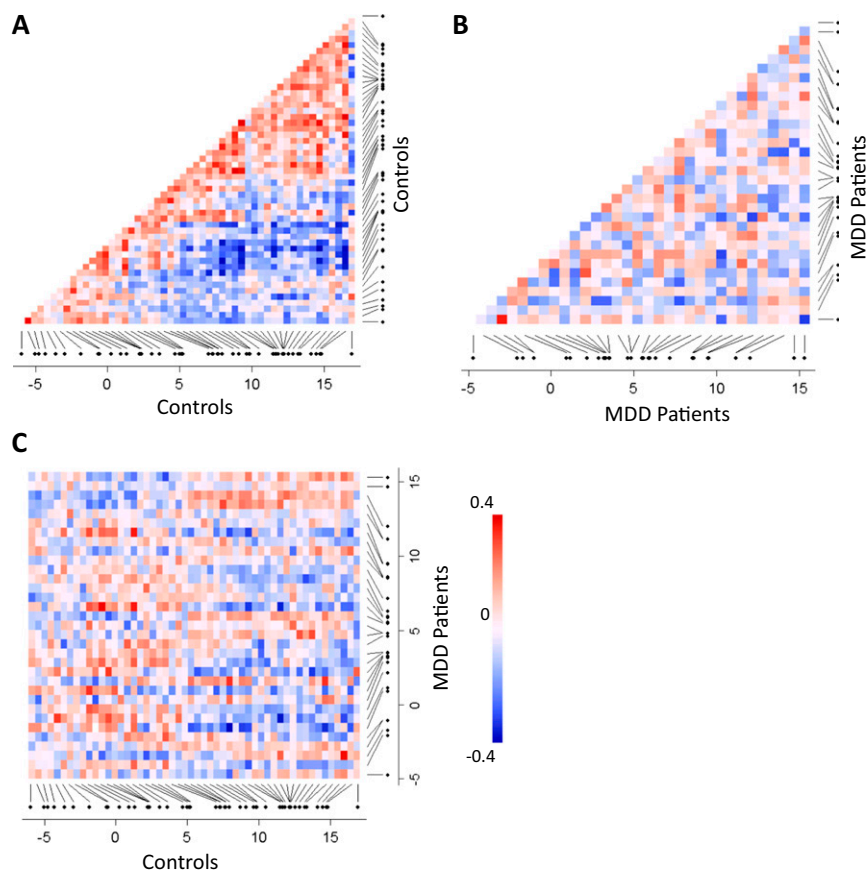 A
Controls
-5 0 5 10 15
Controls
B
MDD Patients
-5 0 5 10 15
MDD Patients
C
15
10
5
0
-5
MDD Patients
-5 0 5 10 15
Controls
0.4
0
-0.4